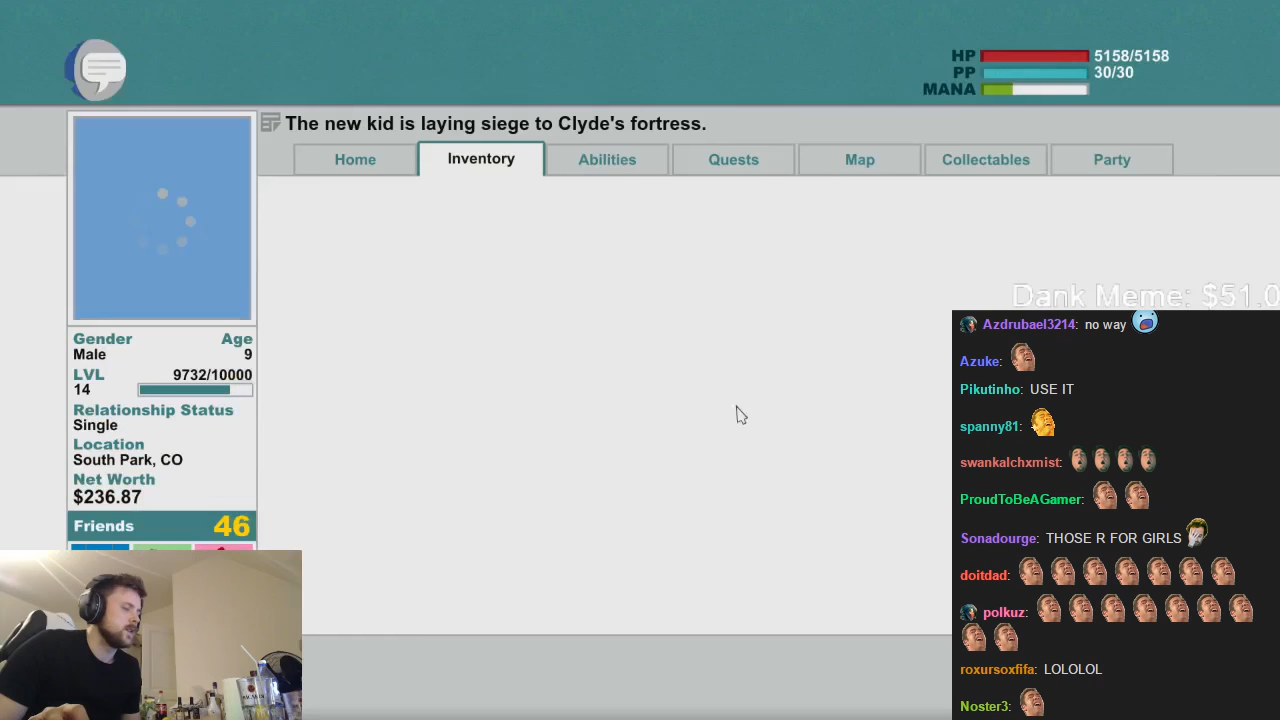 HP 5158/5158
PP 30/30
MANA
The new kid is laying siege to Clyde's fortress.
Home Inventory Abilities Quests Map Collectables Party
Gender Age
Male 9
LVL 9732/10000
14
Relationship Status
Single
Location
South Park, CO
Net Worth
$236.87
Friends 46
Dank Meme: $51.0
Azdrubael3214: no way
Azuke:
Pikutinho: USE IT
spanny81:
swankalchxmist:
ProudToBeAGamer:
Sonadourge: THOSE R FOR GIRLS
doitdad:
polkuz:
roxursoxfifa: LOLOLOL
Noster3: